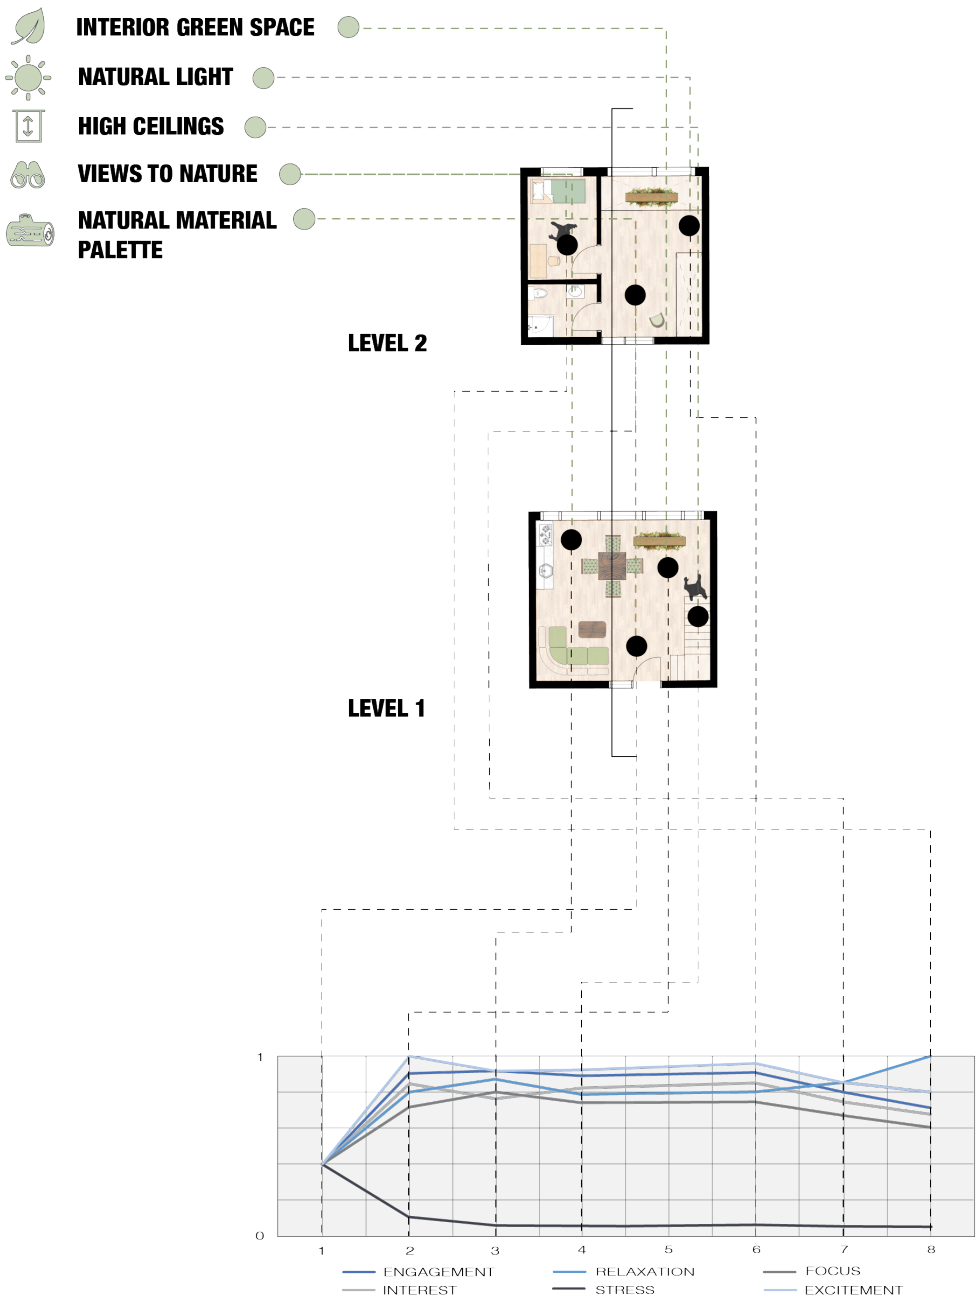 INTERIOR GREEN SPACE
NATURAL LIGHT
HIGH CEILINGS
VIEWS TO NATURE
NATURAL MATERIAL
PALETTE
LEVEL 2
LEVEL 1
1
0
1 2 3 4 5 6 7 8
ENGAGEMENT RELAXATION FOCUS
INTEREST STRESS EXCITEMENT